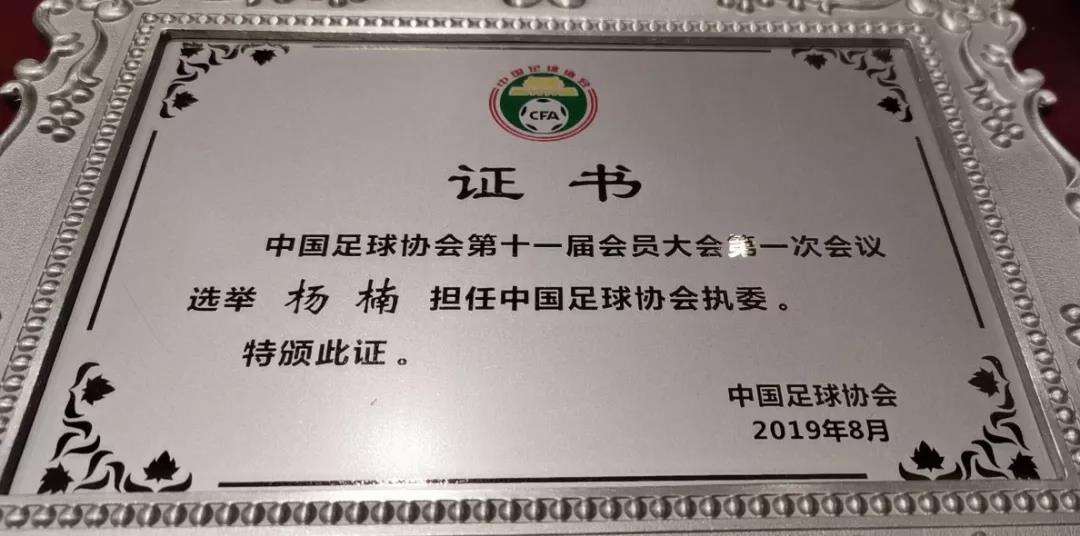 中国足球协会
CFA
证书
中国足球协会第十一届会员大会第一次会议
选举 杨楠 担任中国足球协会执委。
特颁此证。
中国足球协会
2019年8月